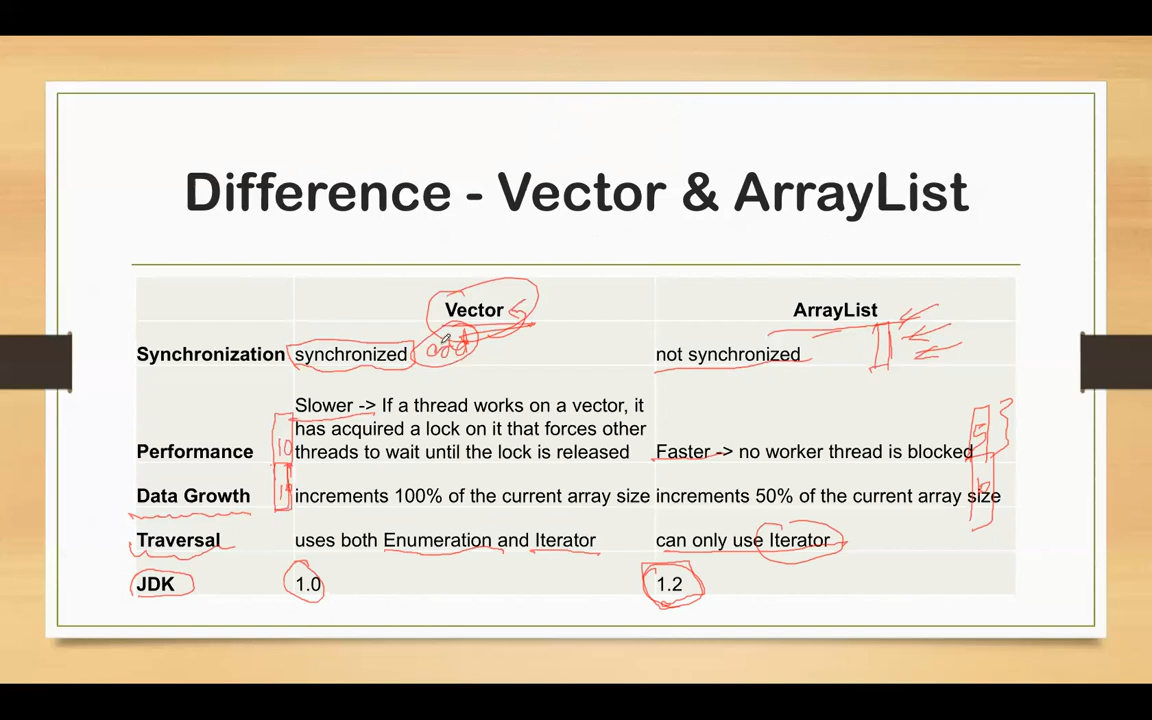 Difference - Vector & ArrayList
Vector ArrayList
Synchronization synchronized not synchronized
Slower -> If a thread works on a vector, it
has acquired a lock on it that forces other
Performance threads to wait until the lock is released Faster -> no worker thread is blocked
Data Growth increments 100% of the current array size increments 50% of the current array size
Traversal uses both Enumeration and Iterator can only use Iterator
JDK 1.0 1.2
10
5